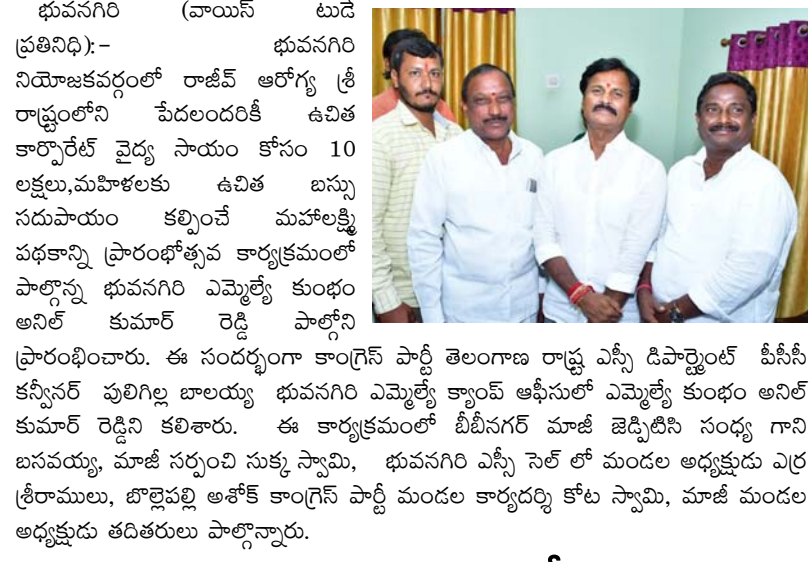 భువనగిరి (వాయిస్ టుడే
ప్రతినిధి):-  భువనగిరి
నియోజకవర్గంలో రాజీవ్ ఆరోగ్య శ్రీ
రాష్ట్రంలోని పేదలందరికీ ఉచిత
కార్పొరేట్ వైద్య సాయం కోసం 10
లక్షలు,మహిళలకు ఉచిత బస్సు
సదుపాయం కల్పించే మహాలక్ష్మి
పథకాన్ని ప్రారంభోత్సవ కార్యక్రమంలో
పాల్గొన్న భువనగిరి ఎమ్మెల్యే కుంభం
అనిల్ కుమార్ రెడ్డి పాల్గోని
ప్రారంభించారు. ఈ సందర్భంగా కాంగ్రెస్ పార్టీ తెలంగాణ రాష్ట్ర ఎస్సీ డిపార్ట్మెంట్ పీసీసీ
కన్వీనర్ పులిగిల్ల బాలయ్య భువనగిరి ఎమ్మెల్యే క్యాంప్ ఆఫీసులో ఎమ్మెల్యే కుంభం అనిల్
కుమార్ రెడ్డిని కలిశారు. ఈ కార్యక్రమంలో బీబీనగర్ మాజీ జెడ్పిటిసి సంధ్య గాని
బసవయ్య, మాజీ సర్పంచి సుక్క స్వామి, భువనగిరి ఎస్సీ సెల్ లో మండల అధ్యక్షుడు ఎర్ర
శ్రీరాములు, బొల్లెపల్లి అశోక్ కాంగ్రెస్ పార్టీ మండల కార్యదర్శి కోట స్వామి, మాజీ మండల
అధ్యక్షుడు తదితరులు పాల్గొన్నారు.